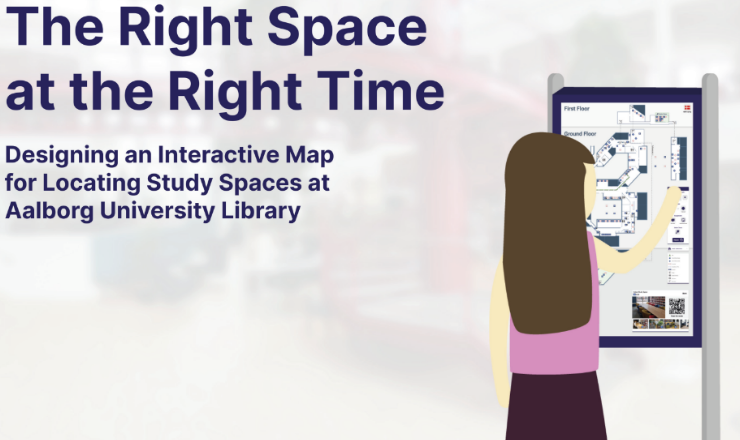 The Right Space
at the Right Time
Designing an Interactive Map
for Locating Study Spaces at
Aalborg University Library
First Floor
Ground Floor